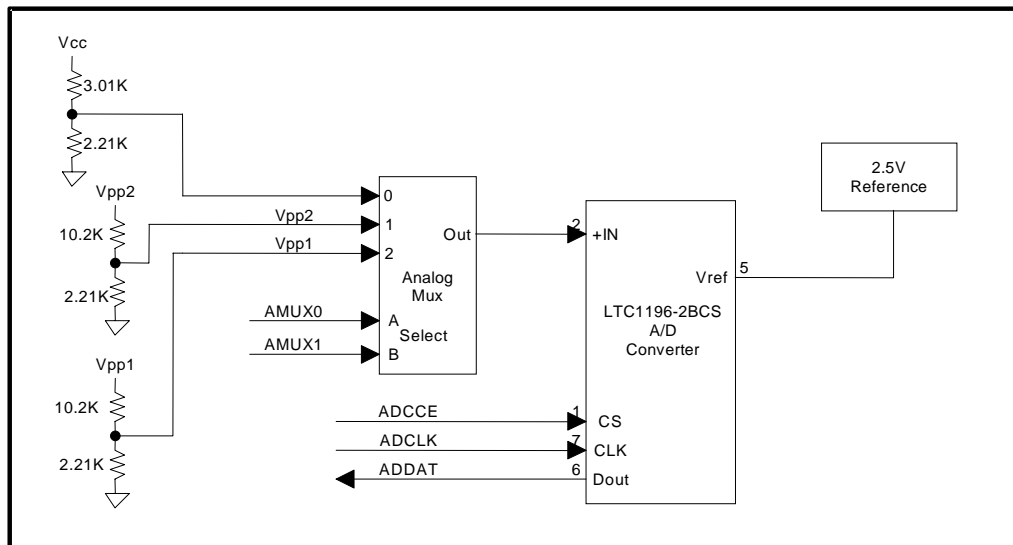 Vcc
3.01K
2.21K
Vpp2
10.2K
2.21K
Vpp1
10.2K
2.21K
Vpp2
Vpp1
AMUX0
AMUX1
0
1
2
Out
Analog
Mux
A
Select
B
ADCCE
ADCLK
ADDAT
2
+IN
Vref
5
LTC1196-2BCS
A/D
Converter
1
CS
7
CLK
6
Dout
2.5V
Reference